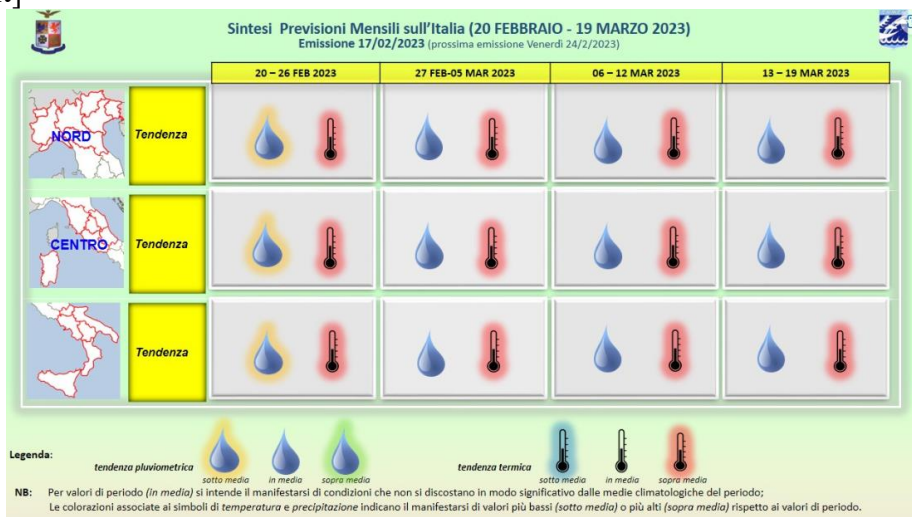 Sintesi Previsioni Mensili sull'Italia (20 FEBBRAIO - 19 MARZO 2023)
Emissione 17/02/2023 (prossima emissione Venerdì 24/2/2023)
20 – 26 FEB 2023 27 FEB-05 MAR 2023 06 – 12 MAR 2023 13 – 19 MAR 2023
NORD Tendenza
CENTRO Tendenza
Tendenza
Legenda:
tendenza pluviometrica sotto media in media sopra media tendenza termica sotto media in media sopra media
NB: Per valori di periodo (in media) si intende il manifestarsi di condizioni che non si discostano in modo significativo dalle medie climatologiche del periodo;
Le colorazioni associate ai simboli di temperatura e precipitazione indicano il manifestarsi di valori più bassi (sotto media) o più alti (sopra media) rispetto ai valori di periodo.